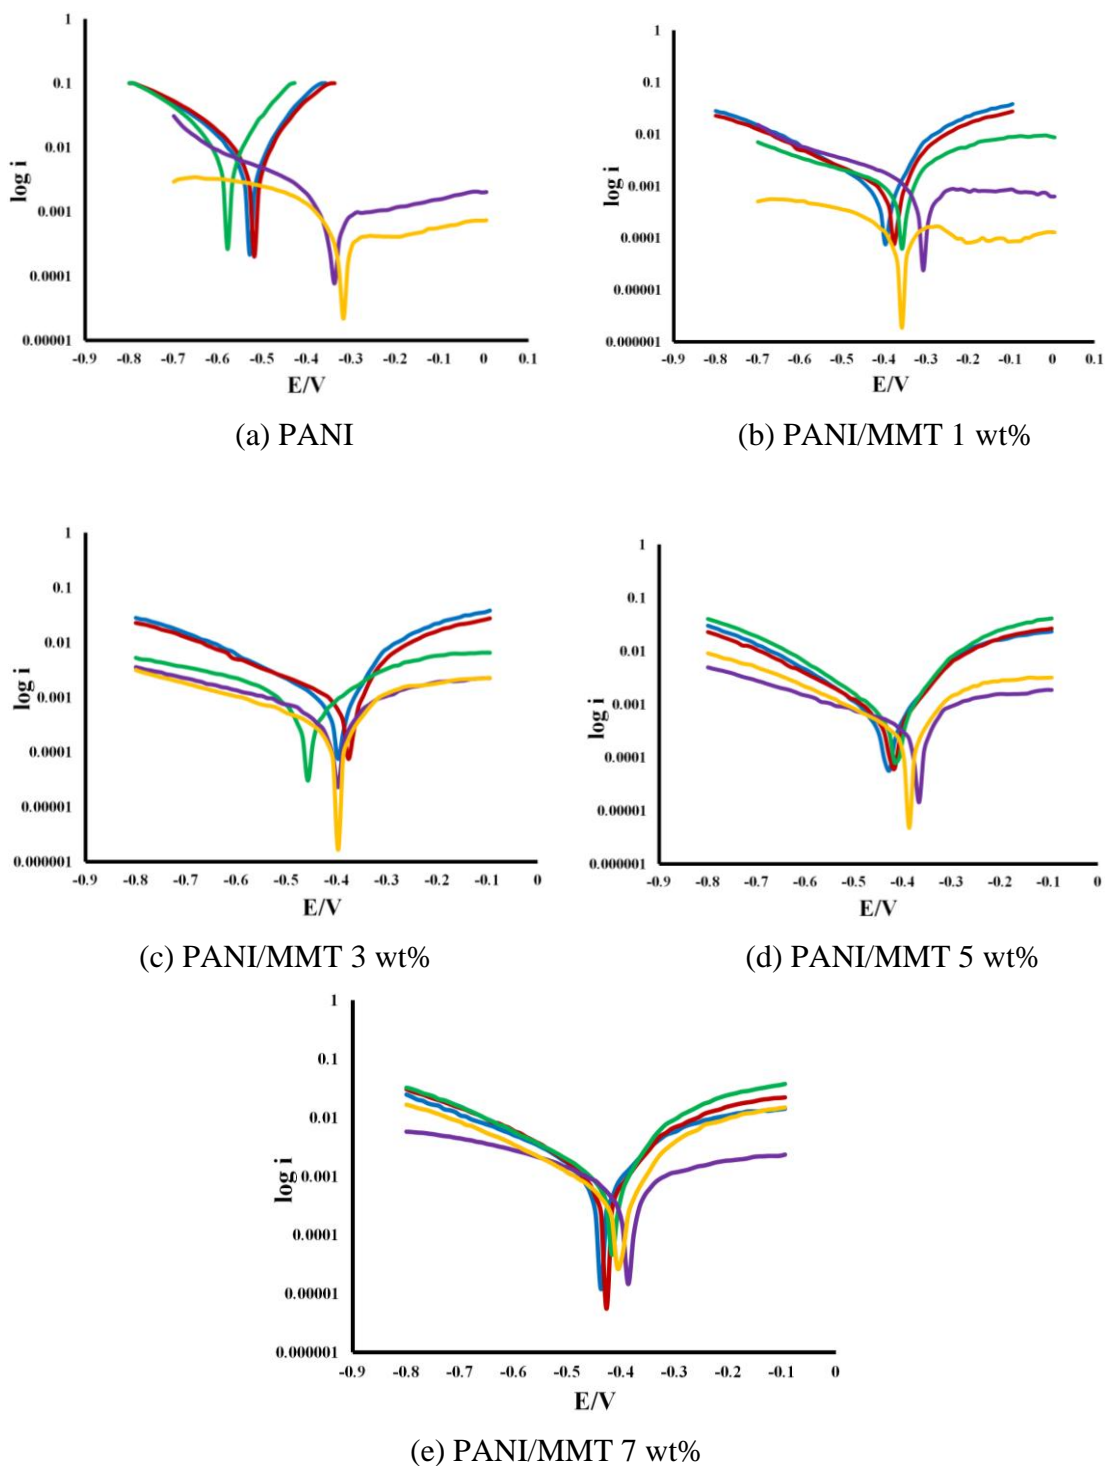 1
0.1
0.01
0.001
0.0001
0.00001
log i
-0.9 -0.8 -0.7 -0.6 -0.5 -0.4 -0.3 -0.2 -0.1 0 0.1
E/V
(a) PANI
1
0.1
0.01
0.001
0.0001
0.00001
0.000001
log i
-0.9 -0.8 -0.7 -0.6 -0.5 -0.4 -0.3 -0.2 -0.1 0 0.1
E/V
(b) PANI/MMT 1 wt%
1
0.1
0.01
0.001
0.0001
0.00001
0.000001
log i
-0.9 -0.8 -0.7 -0.6 -0.5 -0.4 -0.3 -0.2 -0.1 0
E/V
(c) PANI/MMT 3 wt%
1
0.1
0.01
0.001
0.0001
0.00001
0.000001
log i
-0.9 -0.8 -0.7 -0.6 -0.5 -0.4 -0.3 -0.2 -0.1 0
E/V
(d) PANI/MMT 5 wt%
1
0.1
0.01
0.001
0.0001
0.00001
0.000001
log i
-0.9 -0.8 -0.7 -0.6 -0.5 -0.4 -0.3 -0.2 -0.1 0
E/V
(e) PANI/MMT 7 wt%